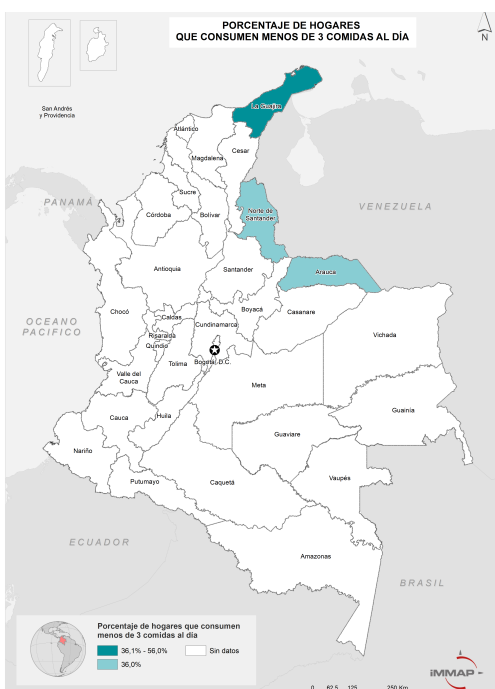 PORCENTAJE DE HOGARES
QUE CONSUMEN MENOS DE 3 COMIDAS AL DÍA
N
San Andrés
y Providencia
La Guajira
Atlántico
Magdalena
Cesar
Sucre
Córdoba
Bolívar
Norte de
Santander
PANAMÁ
VENEZUELA
Antioquia
Santander
Arauca
Chocó
Caldas
Boyacá
Casanare
Cundinamarca
Risaralda
Quindío
OCEANO
PACIFICO
Vichada
Bogotá, D.C.
Tolima
Valle del
Cauca
Meta
Cauca
Huila
Guainía
Nariño
Guaviare
Putumayo
Caquetá
Vaupés
ECUADOR
Amazonas
BRASIL
Porcentaje de hogares que consumen
menos de 3 comidas al día
36,1% - 56,0%
Sin datos
36,0%
iMMAP
0 62,5 125 250 Km